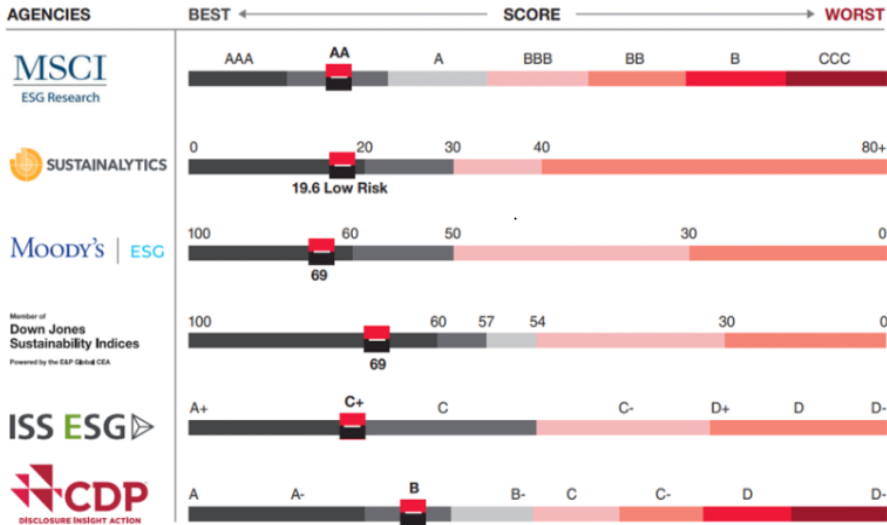 AGENCIES BEST SCORE WORST
MSCI
ESG Research
AAA AA A BBB BB B CCC
SUSTAINALYTICS
0 20 30 40 80+
19.6 Low Risk
MOODY'S | ESG
100 60 50 30 0
69
Member of
Down Jones
Sustainability Indices
Powered by the E&P Global CEA
100 60 57 54 30 0
69
ISS ESG
A+ C+ C C- D+ D D-
CDP
DISCLOSURE INSIGHT ACTION
A A- B B- C C- D D-